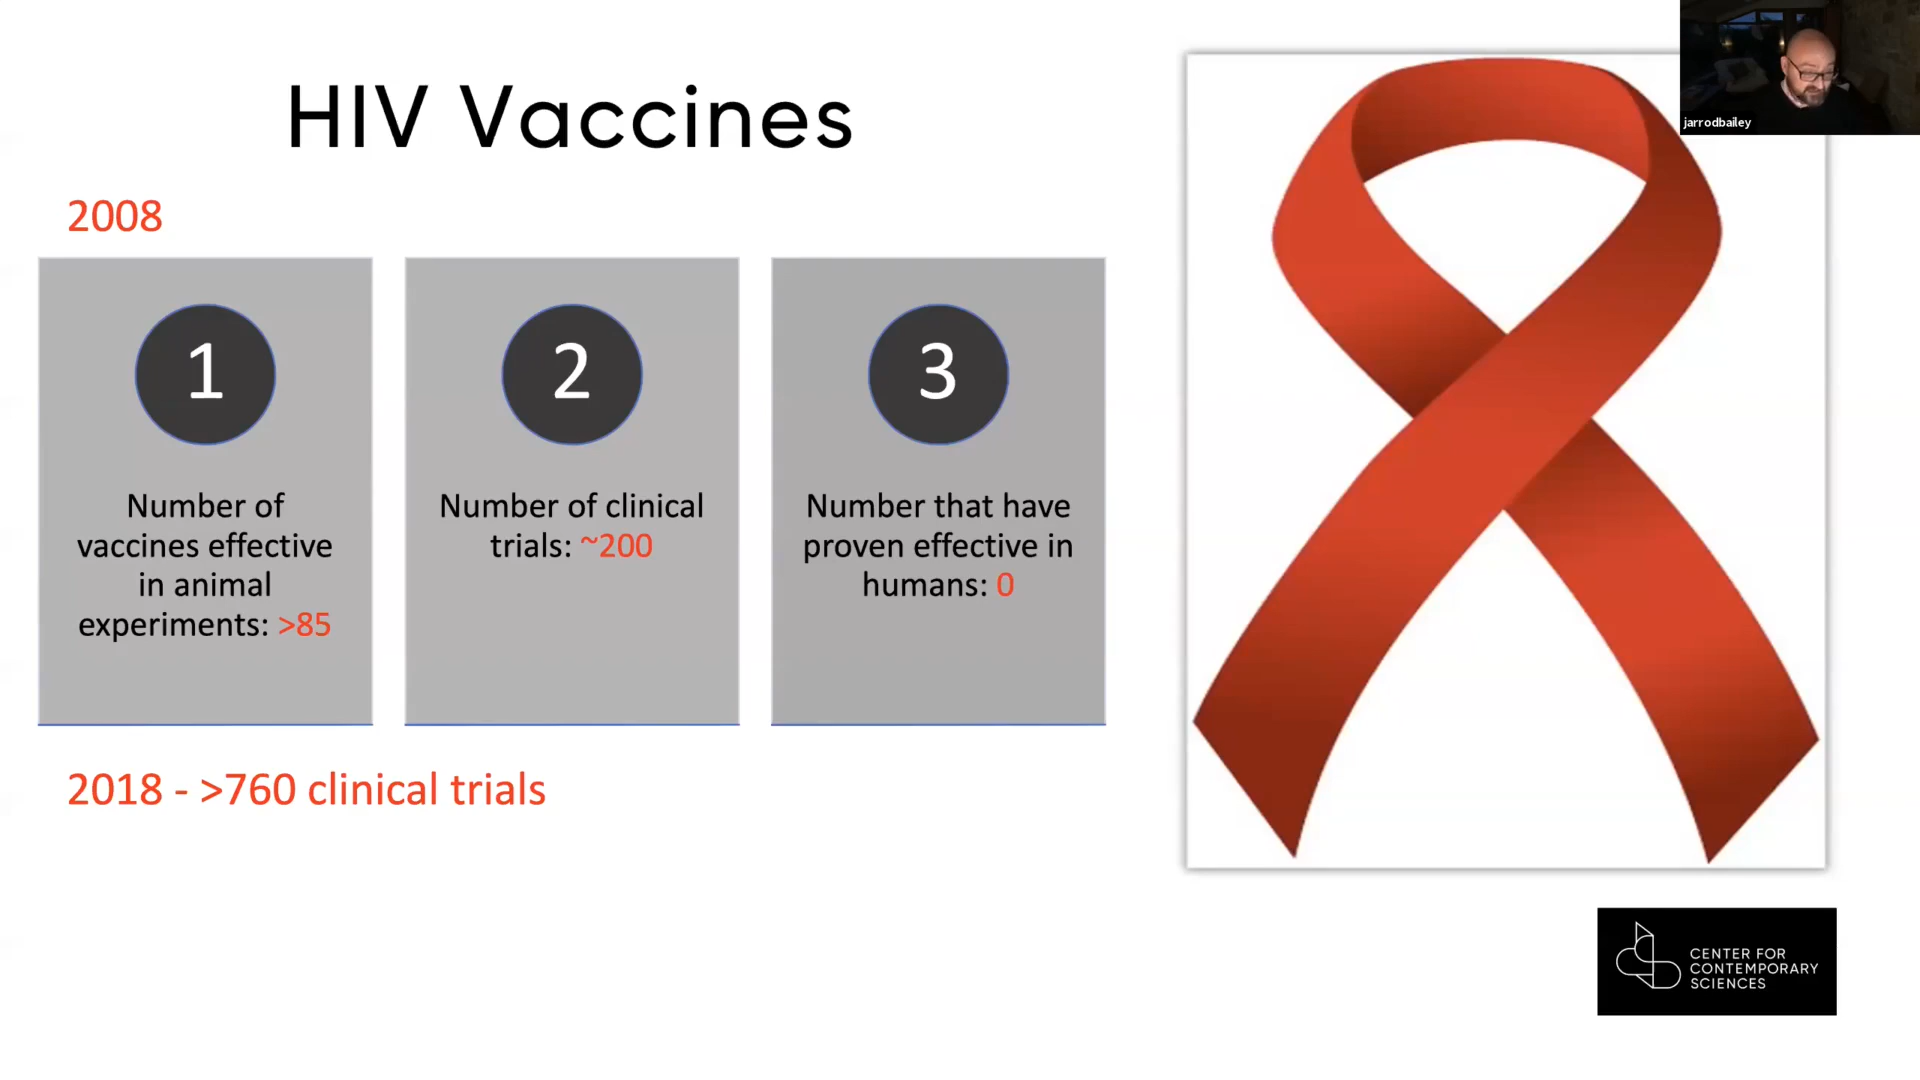 HIV Vaccines
jarrodbailey
2008
1
Number of
vaccines effective
in animal
experiments: >85
2
Number of clinical
trials: ~200
3
Number that have
proven effective in
humans: 0
2018 - >760 clinical trials
CENTER FOR
CONTEMPORARY
SCIENCES